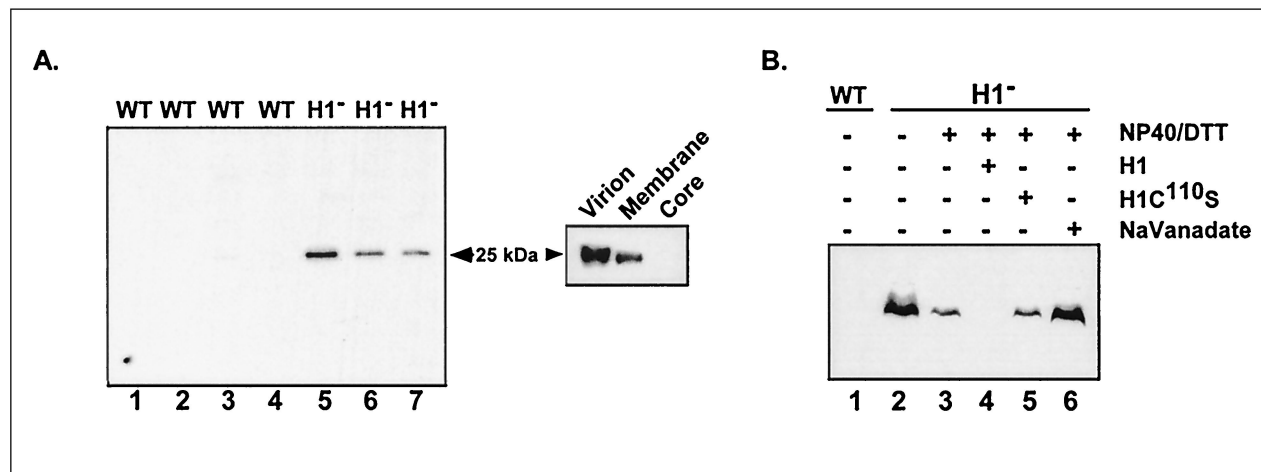 A.
WT WT WT WT H1⁻ H1⁻ H1⁻
25 kDa
1 2 3 4 5 6 7
Virion
Membrane
Core
B.
WT H1⁻
- - + + + + NP40/DTT
- - - + - - H1
- - - - + - H1C¹¹⁰S
- - - - - + NaVanadate
1 2 3 4 5 6